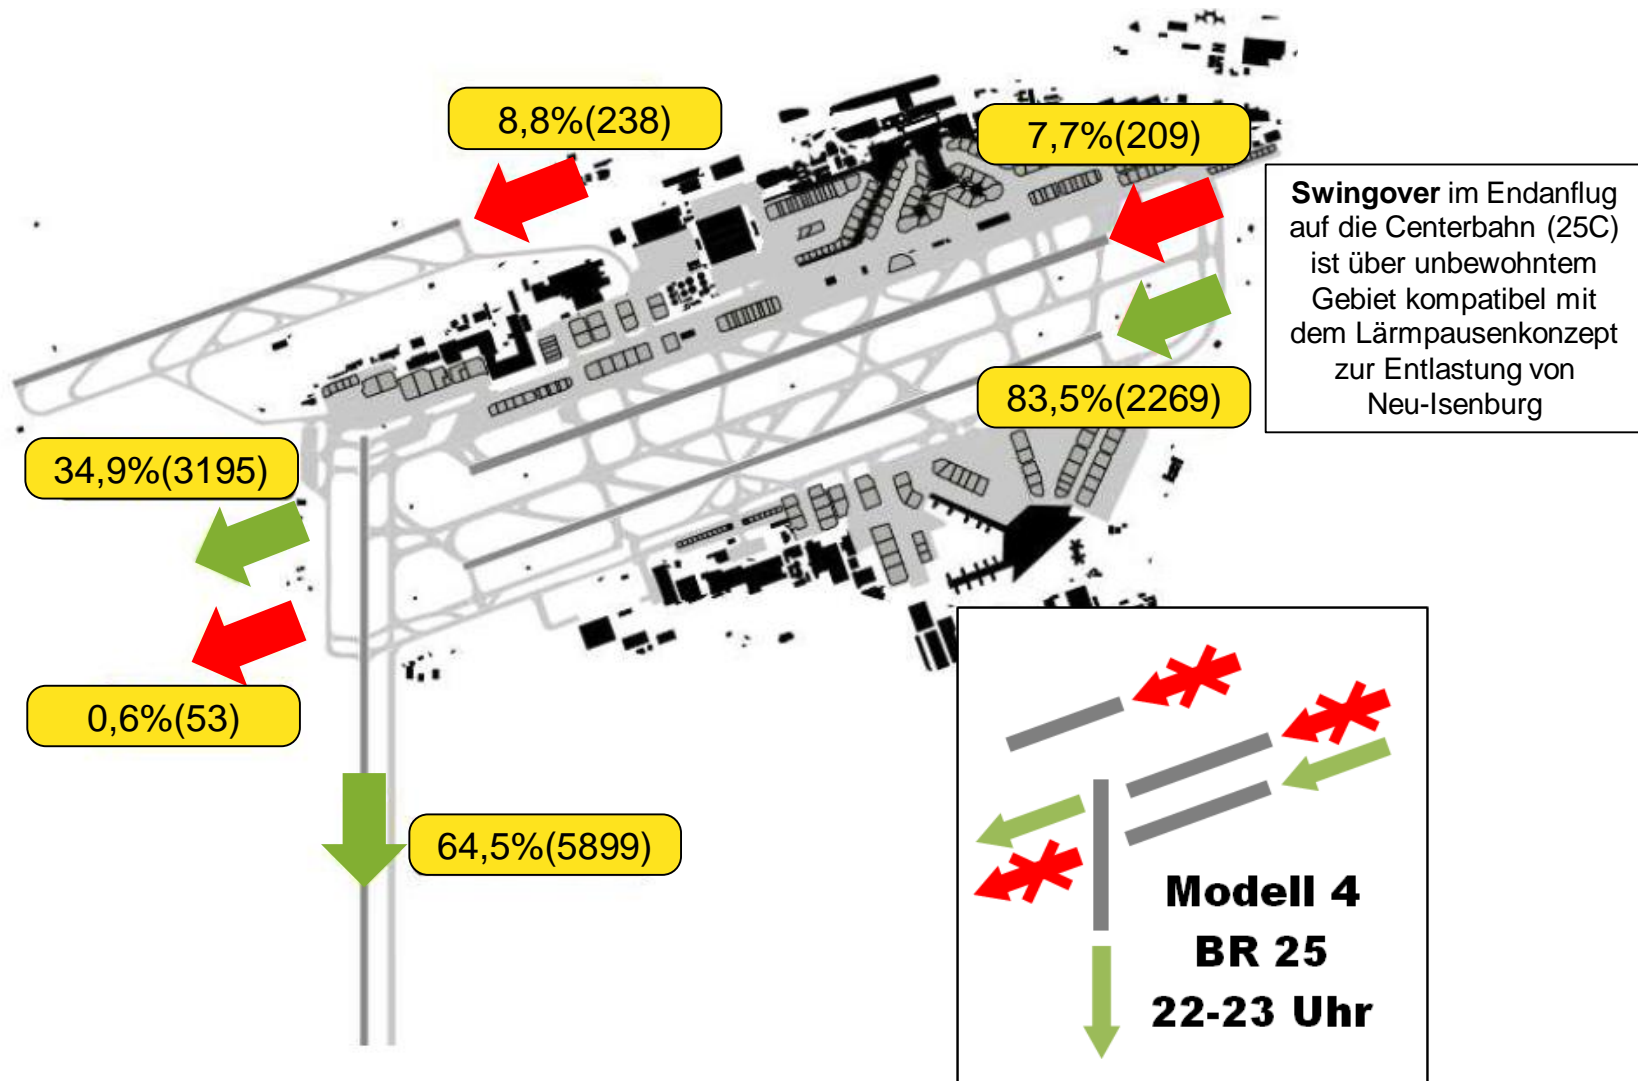 8,8%(238)
7,7%(209)
Swingover im Endanflug
auf die Centerbahn (25C)
ist über unbewohntem
Gebiet kompatibel mit
dem Lärmpausenkonzept
zur Entlastung von
Neu-Isenburg
83,5%(2269)
34,9%(3195)
0,6%(53)
64,5%(5899)
Modell 4
BR 25
22-23 Uhr